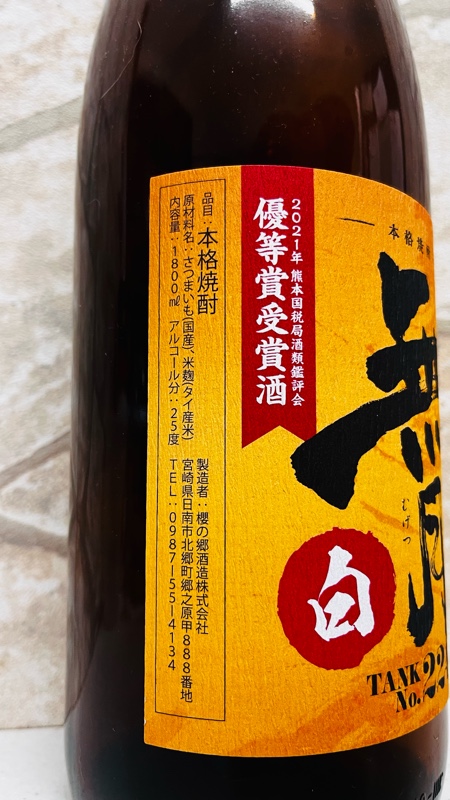 本格焼酎
無月
むげつ
白
TANK
No.22
2021年 熊本国税局酒類鑑評会
優等賞受賞酒
品目：本格焼酎
原材料名：さつまいも(国産)、米麹(タイ産米)
内容量：1800㎖ アルコール分：25度
製造者：櫻の郷酒造株式会社
宮崎県日南市北郷町郷之原甲888番地
TEL：0987-55-4134